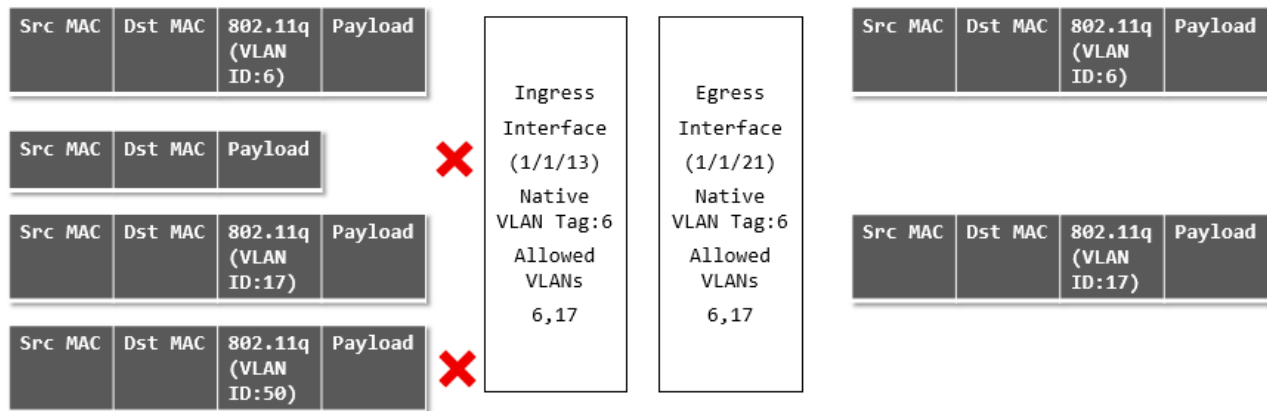 Src MAC Dst MAC 802.11q Payload
(VLAN
ID:6)
Src MAC Dst MAC Payload
Src MAC Dst MAC 802.11q Payload
(VLAN
ID:17)
Src MAC Dst MAC 802.11q Payload
(VLAN
ID:50)
Ingress
Interface
(1/1/13)
Native
VLAN Tag:6
Allowed
VLANs
6,17
Egress
Interface
(1/1/21)
Native
VLAN Tag:6
Allowed
VLANs
6,17
Src MAC Dst MAC 802.11q Payload
(VLAN
ID:6)
Src MAC Dst MAC 802.11q Payload
(VLAN
ID:17)